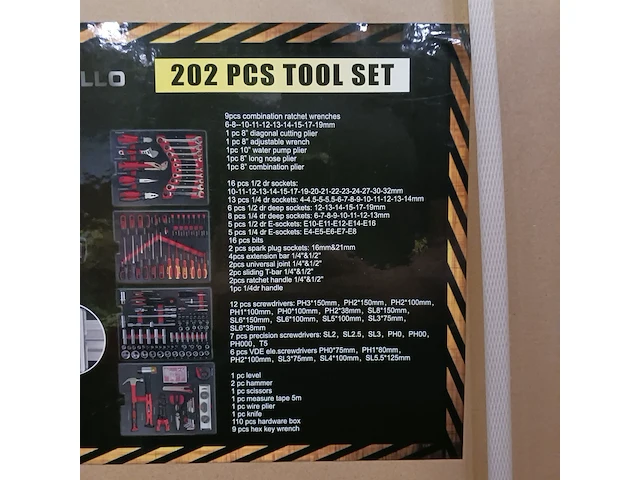 LLO
202 PCS TOOL SET
9pcs combination ratchet wrenches
6-8--10-11-12-13-14-15-17-19mm
1 pc 8" diagonal cutting plier
1 pc 8" adjustable wrench
1pc 10" water pump plier
1pc 8" long nose plier
1pc 8" combination plier
16 pcs 1/2 dr sockets:
10-11-12-13-14-15-17-19-20-21-22-23-24-27-30-32mm
13 pcs 1/4 dr sockets: 4-4.5-5-5.5-6-7-8-9-10-11-12-13-14mm
6 pcs 1/2 dr deep sockets: 12-13-14-15-17-19mm
8 pcs 1/4 dr deep sockets: 6-7-8-9-10-11-12-13mm
5 pcs 1/2 dr E-sockets: E10-E11-E12-E14-E16
5 pcs 1/4 dr E-sockets: E4-E5-E6-E7-E8
16 pcs bits
2 pcs spark plug sockets: 16mm&21mm
4pcs extension bar 1/4"&1/2"
2pcs universal joint 1/4"&1/2"
2pc sliding T-bar 1/4"&1/2"
2pcs ratchet handle 1/4"&1/2"
1pc 1/4dr handle
12 pcs screwdrivers: PH3*150mm, PH2*150mm, PH2*100mm,
PH1*100mm, PH0*100mm, PH2*38mm, SL8*150mm,
SL6*150mm, SL6*100mm, SL5*100mm, SL3*75mm,
SL6*38mm
7 pcs precision screwdrivers: SL2, SL2.5, SL3, PH0, PH00,
PH000, T5
6 pcs VDE ele.screwdrivers PH0*75mm, PH1*80mm,
PH2*100mm, SL3*75mm, SL4*100mm, SL5.5*125mm
1 pc level
2 pc hammer
1 pc scissors
1 pc measure tape 5m
1 pc wire plier
1 pc knife
110 pcs hardware box
9 pcs hex key wrench